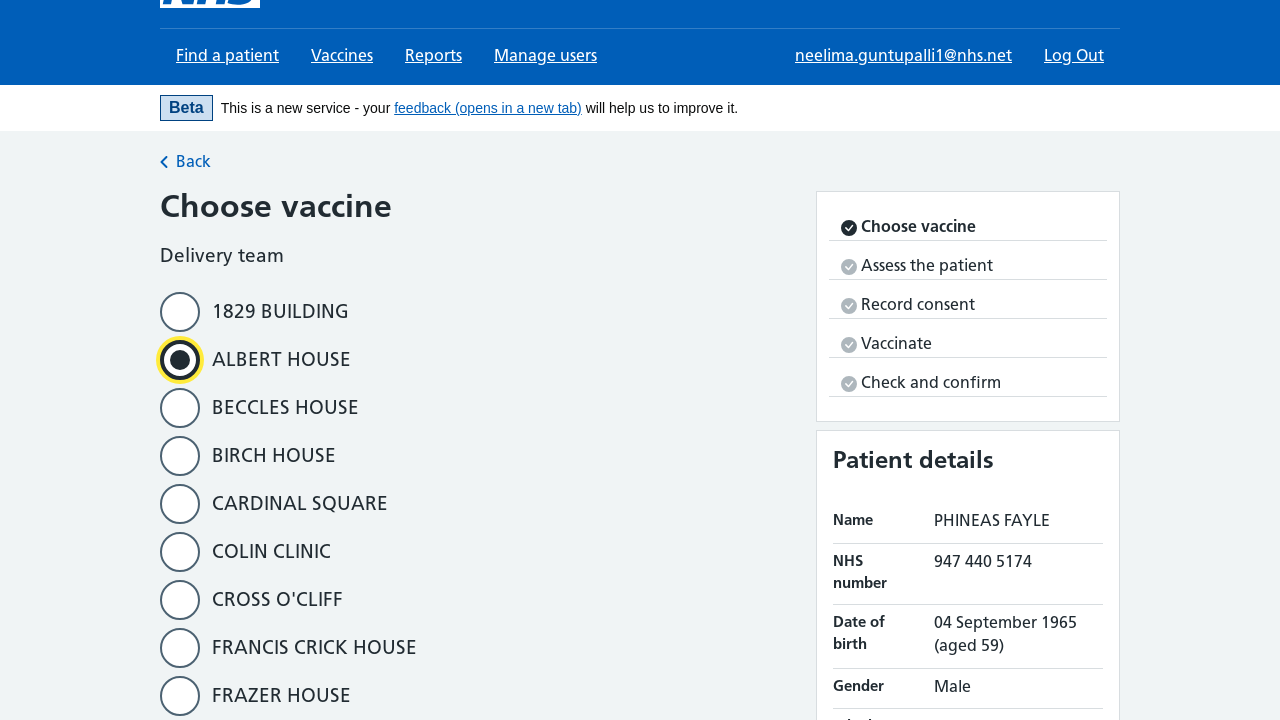 NHS
Find a patient
Vaccines
Reports
Manage users
neelima.guntupalli1@nhs.net
Log Out
Beta
This is a new service - your feedback (opens in a new tab) will help us to improve it.
Back
Choose vaccine
Delivery team
1829 BUILDING
ALBERT HOUSE
BECCLES HOUSE
BIRCH HOUSE
CARDINAL SQUARE
COLIN CLINIC
CROSS O'CLIFF
FRANCIS CRICK HOUSE
FRAZER HOUSE
Choose vaccine
Assess the patient
Record consent
Vaccinate
Check and confirm
Patient details
Name PHINEAS FAYLE
NHS 947 440 5174
number
Date of 04 September 1965
birth (aged 59)
Gender Male